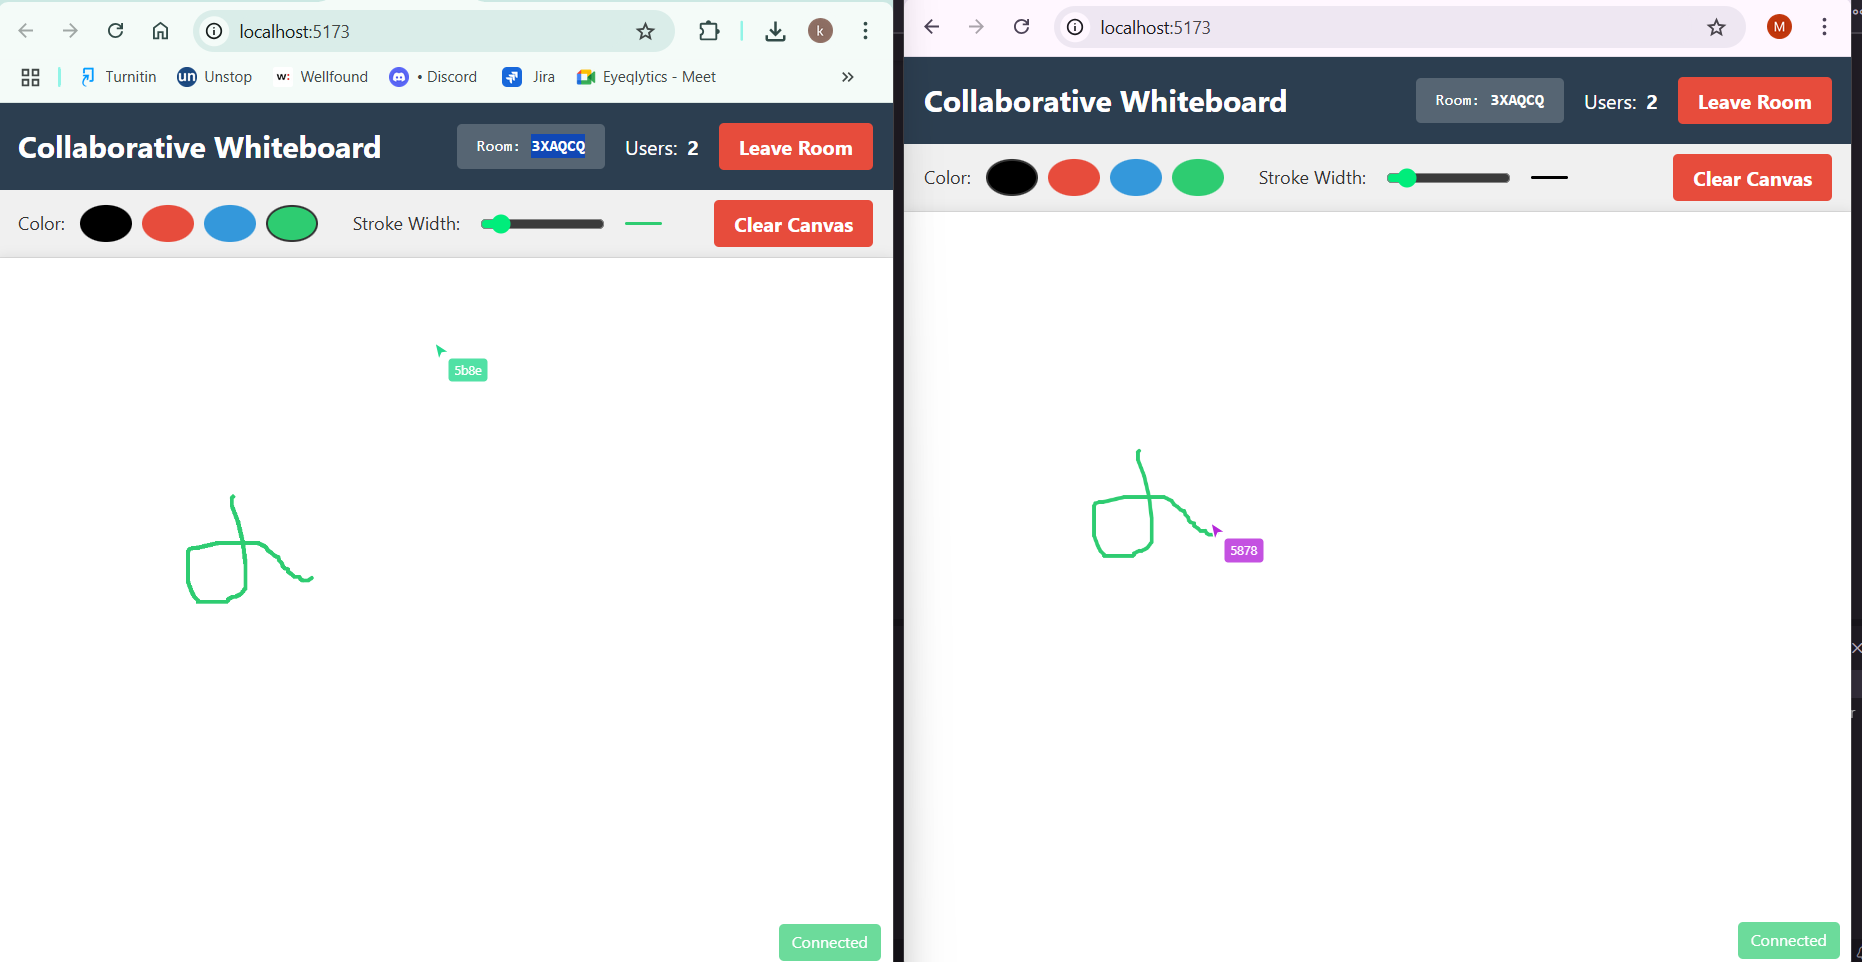 localhost:5173
Turnitin
un Unstop
w: Wellfound
• Discord
Jira
Eyeqlytics - Meet
»
k
Collaborative Whiteboard
Room: 3XAQCQ
Users: 2
Leave Room
Color:
Stroke Width:
Clear Canvas
5b8e
Connected
localhost:5173
M
Collaborative Whiteboard
Room: 3XAQCQ
Users: 2
Leave Room
Color:
Stroke Width:
Clear Canvas
5878
Connected